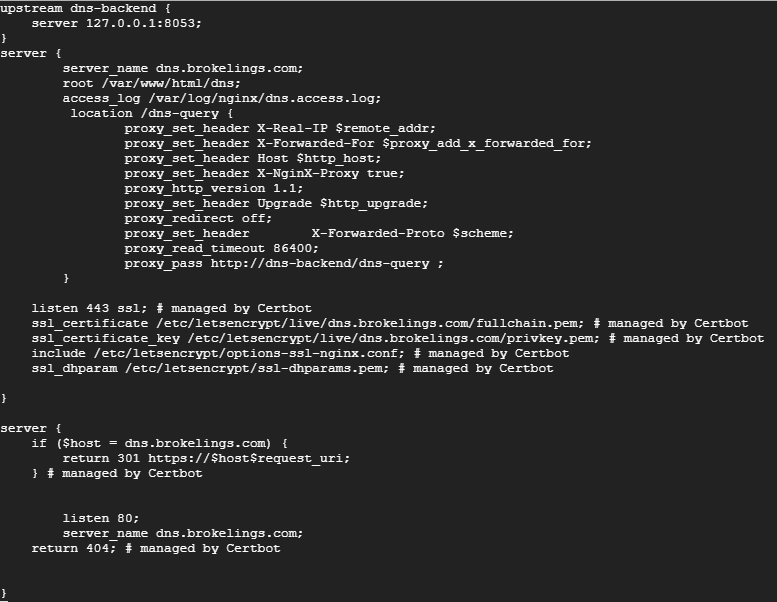 upstream dns-backend {
    server 127.0.0.1:8053;
}
server {
        server_name dns.brokelings.com;
        root /var/www/html/dns;
        access_log /var/log/nginx/dns.access.log;
         location /dns-query {
                proxy_set_header X-Real-IP $remote_addr;
                proxy_set_header X-Forwarded-For $proxy_add_x_forwarded_for;
                proxy_set_header Host $http_host;
                proxy_set_header X-NginX-Proxy true;
                proxy_http_version 1.1;
                proxy_set_header Upgrade $http_upgrade;
                proxy_redirect off;
                proxy_set_header        X-Forwarded-Proto $scheme;
                proxy_read_timeout 86400;
                proxy_pass http://dns-backend/dns-query ;
        }

    listen 443 ssl; # managed by Certbot
    ssl_certificate /etc/letsencrypt/live/dns.brokelings.com/fullchain.pem; # managed by Certbot
    ssl_certificate_key /etc/letsencrypt/live/dns.brokelings.com/privkey.pem; # managed by Certbot
    include /etc/letsencrypt/options-ssl-nginx.conf; # managed by Certbot
    ssl_dhparam /etc/letsencrypt/ssl-dhparams.pem; # managed by Certbot

}

server {
    if ($host = dns.brokelings.com) {
        return 301 https://$host$request_uri;
    } # managed by Certbot


        listen 80;
        server_name dns.brokelings.com;
    return 404; # managed by Certbot


}